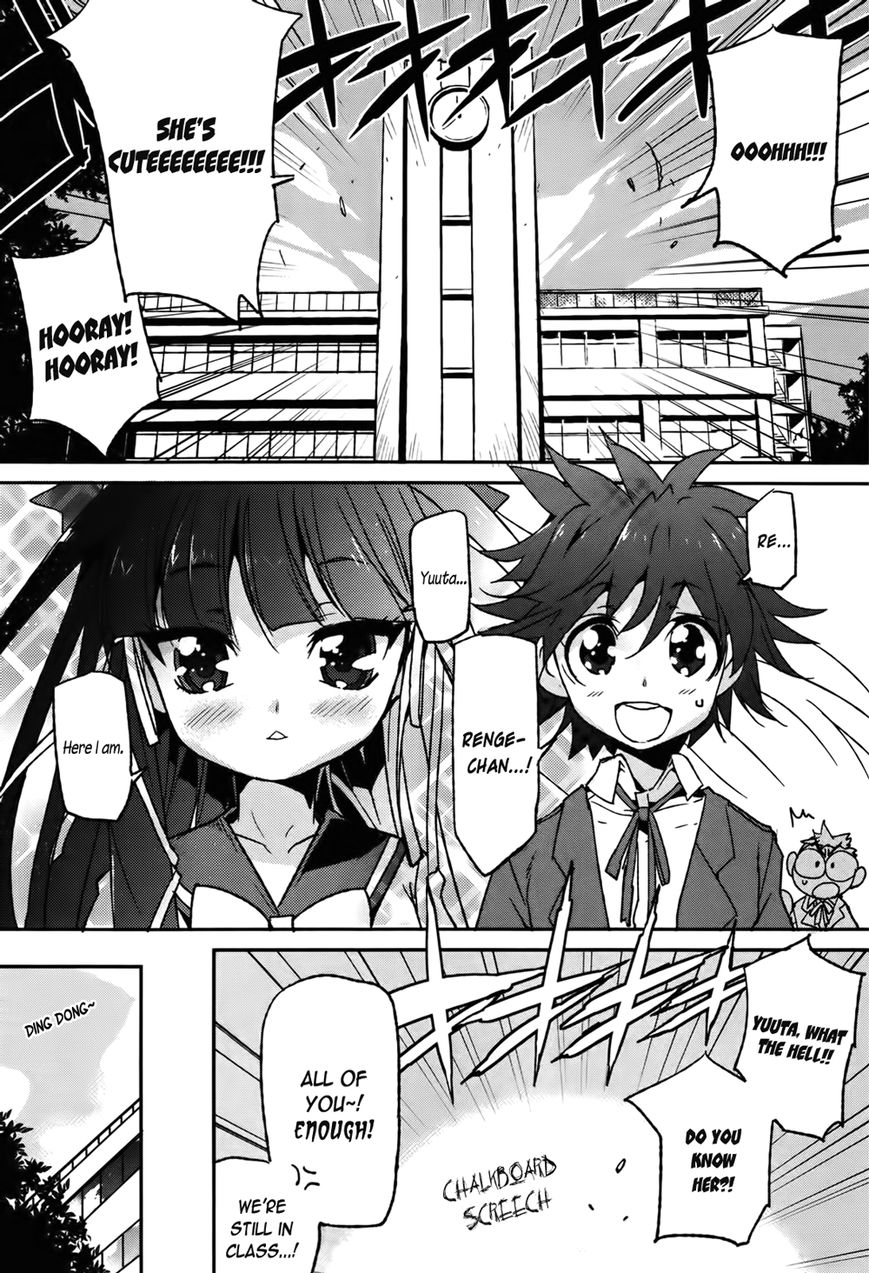 OOOHHH!!!
SHE'S
CUTEEEEEEEE!!!
HOORAY!
HOORAY!
RE...
RENGE-
CHAN...!
Yuuta...
Here I am.
YUUTA, WHAT
THE HELL!!
DO YOU
KNOW
HER?!
CHALKBOARD
SCREECH
ALL OF
YOU~!
ENOUGH!
WE'RE
STILL IN
CLASS...!
DING DONG~